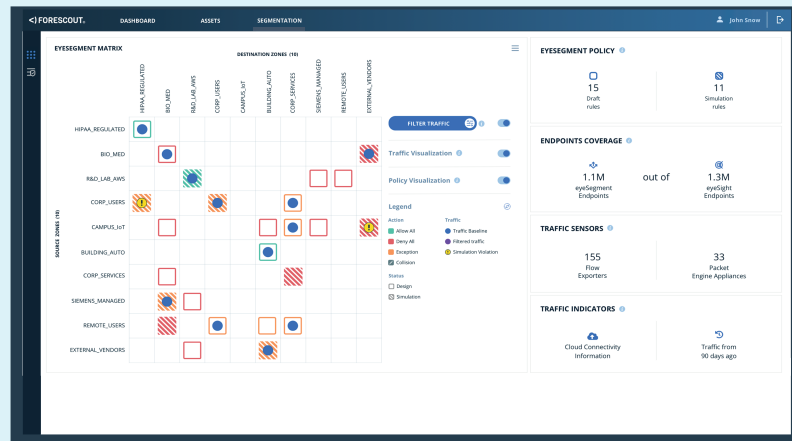 <) FORESCOUT.
DASHBOARD
ASSETS
SEGMENTATION
John Snow
EYESEGMENT MATRIX
DESTINATION ZONES (10)
HIPAA_REGULATED
BIO_MED
R&D_LAB_AWS
CORP_USERS
CAMPUS_IoT
BUILDING_AUTO
CORP_SERVICES
SIEMENS_MANAGED
REMOTE_USERS
EXTERNAL_VENDORS
SOURCE ZONES (10)
HIPAA_REGULATED
BIO_MED
R&D_LAB_AWS
CORP_USERS
CAMPUS_IoT
BUILDING_AUTO
CORP_SERVICES
SIEMENS_MANAGED
REMOTE_USERS
EXTERNAL_VENDORS
FILTER TRAFFIC
Traffic Visualization
Policy Visualization
Legend
Action
Allow All
Deny All
Exception
Collision
Status
Design
Simulation
Traffic
Traffic Baseline
Filtered traffic
Simulation Violation
EYESEGMENT POLICY
15
Draft
rules
11
Simulation
rules
ENDPOINTS COVERAGE
1.1M
eyeSegment
Endpoints
out of
1.3M
eyeSight
Endpoints
TRAFFIC SENSORS
155
Flow
Exporters
33
Packet
Engine Appliances
TRAFFIC INDICATORS
Cloud Connectivity
Information
Traffic from
90 days ago